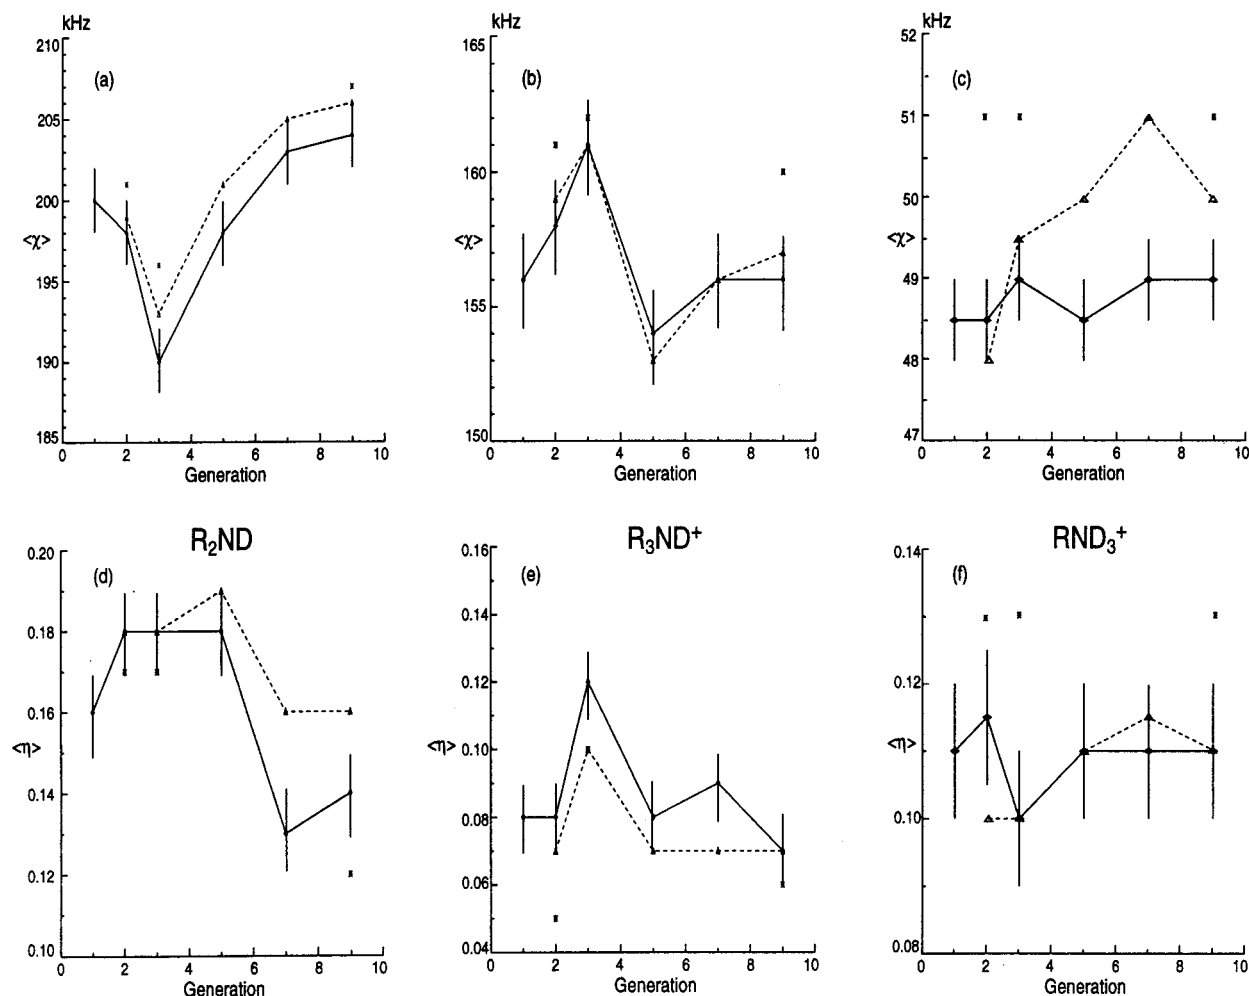 kHz
210
(a)
205
200
<χ>
195
190
185
0 2 4 6 8 10
Generation
kHz
165
(b)
160
<χ>
155
150
0 2 4 6 8 10
Generation
kHz
52
(c)
51
50
<χ>
49
48
47
0 2 4 6 8 10
Generation
R₂ND
0.20
(d)
0.18
0.16
<η>
0.14
0.12
0.10
0 2 4 6 8 10
Generation
R₃ND⁺
0.16
(e)
0.14
0.12
0.10
<η>
0.08
0.06
0.04
0 2 4 6 8 10
Generation
RND₃⁺
0.14
(f)
0.12
<η>
0.10
0.08
0 2 4 6 8 10
Generation